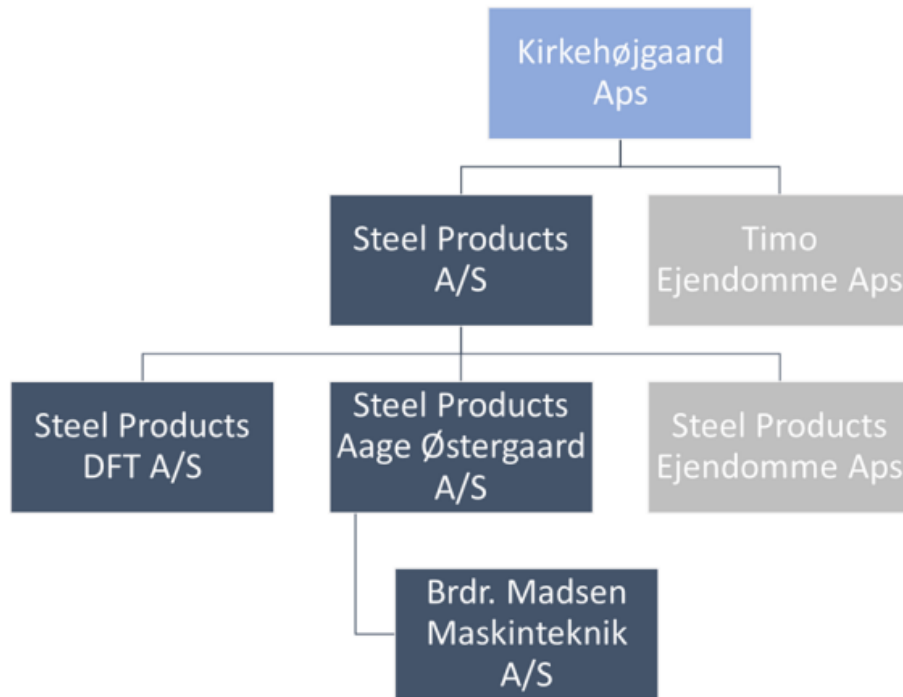 Kirkehøjgaard
Aps
Steel Products
A/S
Timo
Ejendomme Aps
Steel Products
DFT A/S
Steel Products
Aage Østergaard
A/S
Steel Products
Ejendomme Aps
Brdr. Madsen
Maskinteknik
A/S